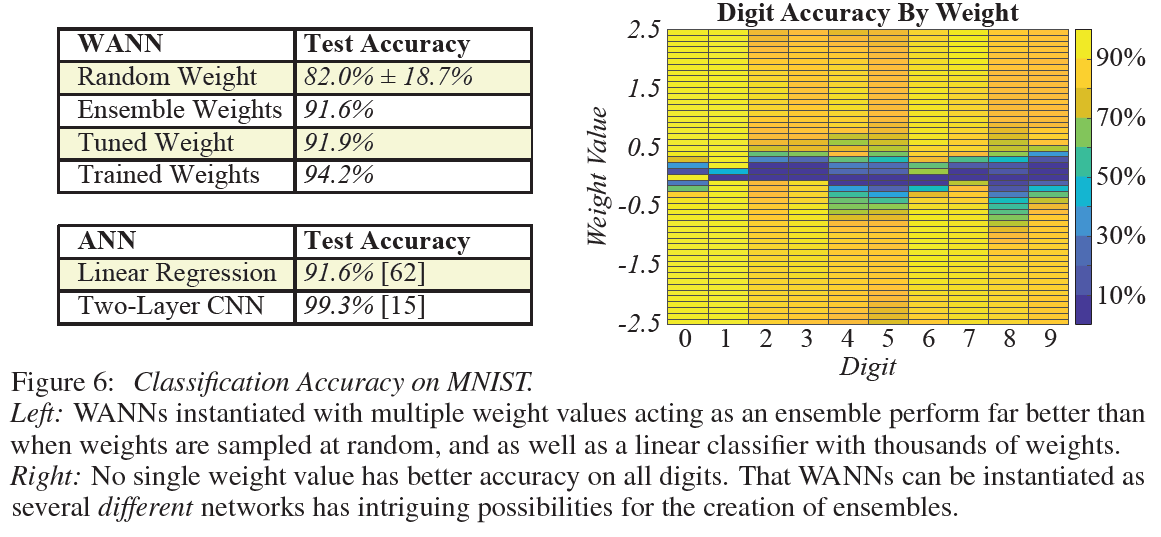 WANN Test Accuracy
Random Weight 82.0% ± 18.7%
Ensemble Weights 91.6%
Tuned Weight 91.9%
Trained Weights 94.2%
ANN Test Accuracy
Linear Regression 91.6% [62]
Two-Layer CNN 99.3% [15]
Digit Accuracy By Weight
Weight Value
2.5
1.5
0.5
-0.5
-1.5
-2.5
0 1 2 3 4 5 6 7 8 9
Digit
90%
70%
50%
30%
10%
Figure 6: Classification Accuracy on MNIST.
Left: WANNs instantiated with multiple weight values acting as an ensemble perform far better than
when weights are sampled at random, and as well as a linear classifier with thousands of weights.
Right: No single weight value has better accuracy on all digits. That WANNs can be instantiated as
several different networks has intriguing possibilities for the creation of ensembles.